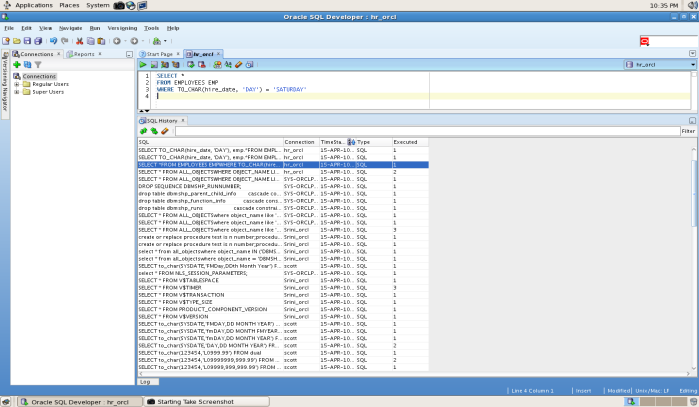 Applications Places System
10:35 PM
Oracle SQL Developer : hr_orcl
File Edit View Navigate Run Versioning Tools Help
Connections
Reports
Start Page
hr_orcl
Versioning Navigator
Connections
Regular Users
Super Users
hr_orcl
1 SELECT *
2 FROM EMPLOYEES EMP
3 WHERE TO_CHAR(hire_date, 'DAY') = 'SATURDAY'
4
SQL History
Filter
SQL Connection TimeSta... Type Executed
SELECT TO_CHAR(hire_date, 'DAY'), emp.*FROM EMPL... hr_orcl 15-APR-10... SQL 1
SELECT TO_CHAR(hire_date, 'DAY'), emp.*FROM EMPL... hr_orcl 15-APR-10... SQL 1
SELECT *FROM EMPLOYEES EMPWHERE TO_CHAR(hire... hr_orcl 15-APR-10... SQL 1
SELECT * FROM ALL_OBJECTS WHERE OBJECT_NAME LI... hr_orcl 15-APR-10... SQL 2
SELECT * FROM ALL_OBJECTS WHERE OBJECT_NAME LI... SYS-ORCLP... 15-APR-10... SQL 1
DROP SEQUENCE DBMSHP_RUNNUMBER; SYS-ORCLP... 15-APR-10... SQL 1
drop table dbmshp_parent_child_info cascade co... SYS-ORCLP... 15-APR-10... SQL 1
drop table dbmshp_function_info cascade cons... SYS-ORCLP... 15-APR-10... SQL 1
drop table dbmshp_runs cascade constrai... SYS-ORCLP... 15-APR-10... SQL 1
SELECT * FROM ALL_OBJECTSwhere object_name like '... SYS-ORCLP... 15-APR-10... SQL 1
SELECT * FROM ALL_OBJECTSwhere object_name like '... SYS-ORCLP... 15-APR-10... SQL 1
SELECT * FROM ALL_OBJECTSwhere object_name like '... Srini_orcl 15-APR-10... SQL 3
create or replace procedure test is n number;procedu... Srini_orcl 15-APR-10... SQL 1
create or replace procedure test is n number;procedu... Srini_orcl 15-APR-10... SQL 1
select * from all_objectswhere object_name IN ('DBMS... Srini_orcl 15-APR-10... SQL 1
select * from all_objectswhere object_name = 'DBMSH... Srini_orcl 15-APR-10... SQL 1
SELECT to_char(SYSDATE,'FMDay,DDth Month Year') F... scott 15-APR-10... SQL 1
select * FROM NLS_SESSION_PARAMETERS; SYS-ORCLP... 15-APR-10... SQL 1
SELECT * FROM V$TABLESPACE Srini_orcl 15-APR-10... SQL 1
SELECT * FROM V$TIMER Srini_orcl 15-APR-10... SQL 3
SELECT * FROM V$TRANSACTION Srini_orcl 15-APR-10... SQL 1
SELECT * FROM V$TYPE_SIZE Srini_orcl 15-APR-10... SQL 1
SELECT * FROM PRODUCT_COMPONENT_VERSION Srini_orcl 15-APR-10... SQL 1
SELECT * FROM V$VERSION Srini_orcl 15-APR-10... SQL 1
SELECT to_char(SYSDATE,'FMDAY,DD MONTH YEAR') ... scott 15-APR-10... SQL 1
SELECT to_char(SYSDATE,'fmDAY,DD MONTH FMYEAR... scott 15-APR-10... SQL 1
SELECT to_char(SYSDATE,'fmDAY,DD MONTH YEAR') ... scott 15-APR-10... SQL 1
SELECT to_char(SYSDATE,'DAY,DD MONTH YEAR') FR... scott 15-APR-10... SQL 2
SELECT to_char(123454,'L0999.99') FROM dual scott 15-APR-10... SQL 1
SELECT to_char(123454,'L09999999,999.99') FROM ... scott 15-APR-10... SQL 2
SELECT to_char(123454,'L09999,999,999.99') FROM ... scott 15-APR-10... SQL 1
Log
Line 4 Column 1 Insert Modified Unix/Mac: LF Editing
Oracle SQL Developer : hr_orcl
Starting Take Screenshot